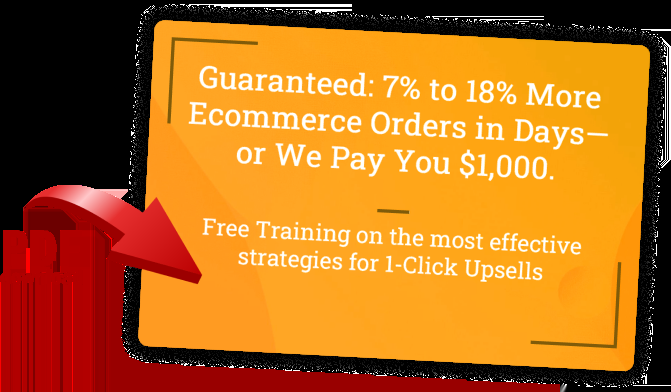 Guaranteed: 7% to 18% More
Ecommerce Orders in Days—
or We Pay You $1,000.
Free Training on the most effective
strategies for 1-Click Upsells